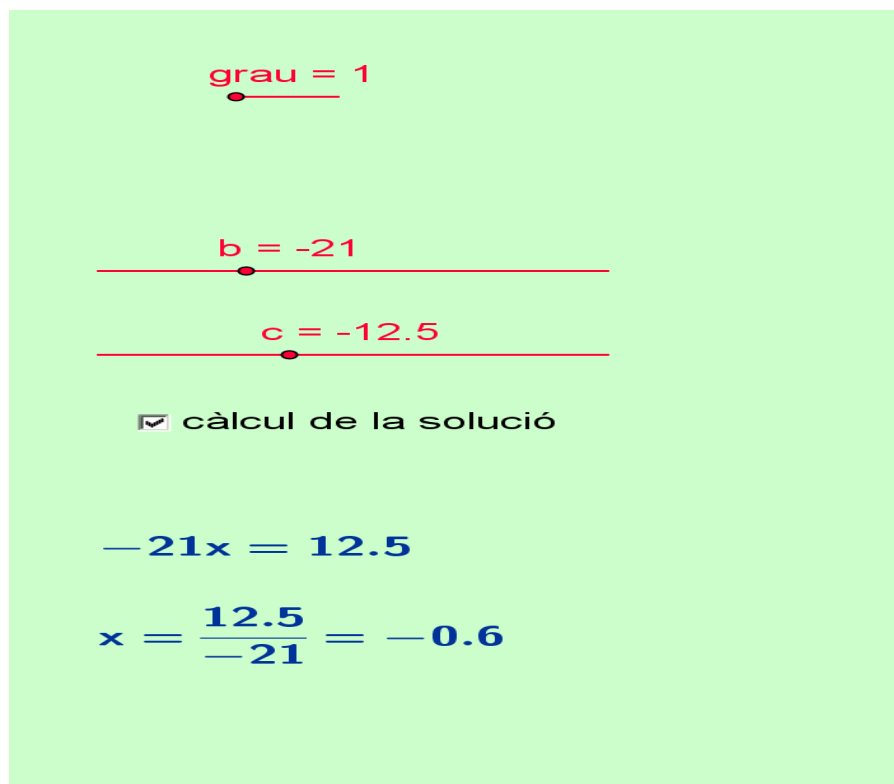 grau = 1
b = -21
c = -12.5
càlcul de la solució
−21x = 12.5
x = 12.5/−21 = −0.6